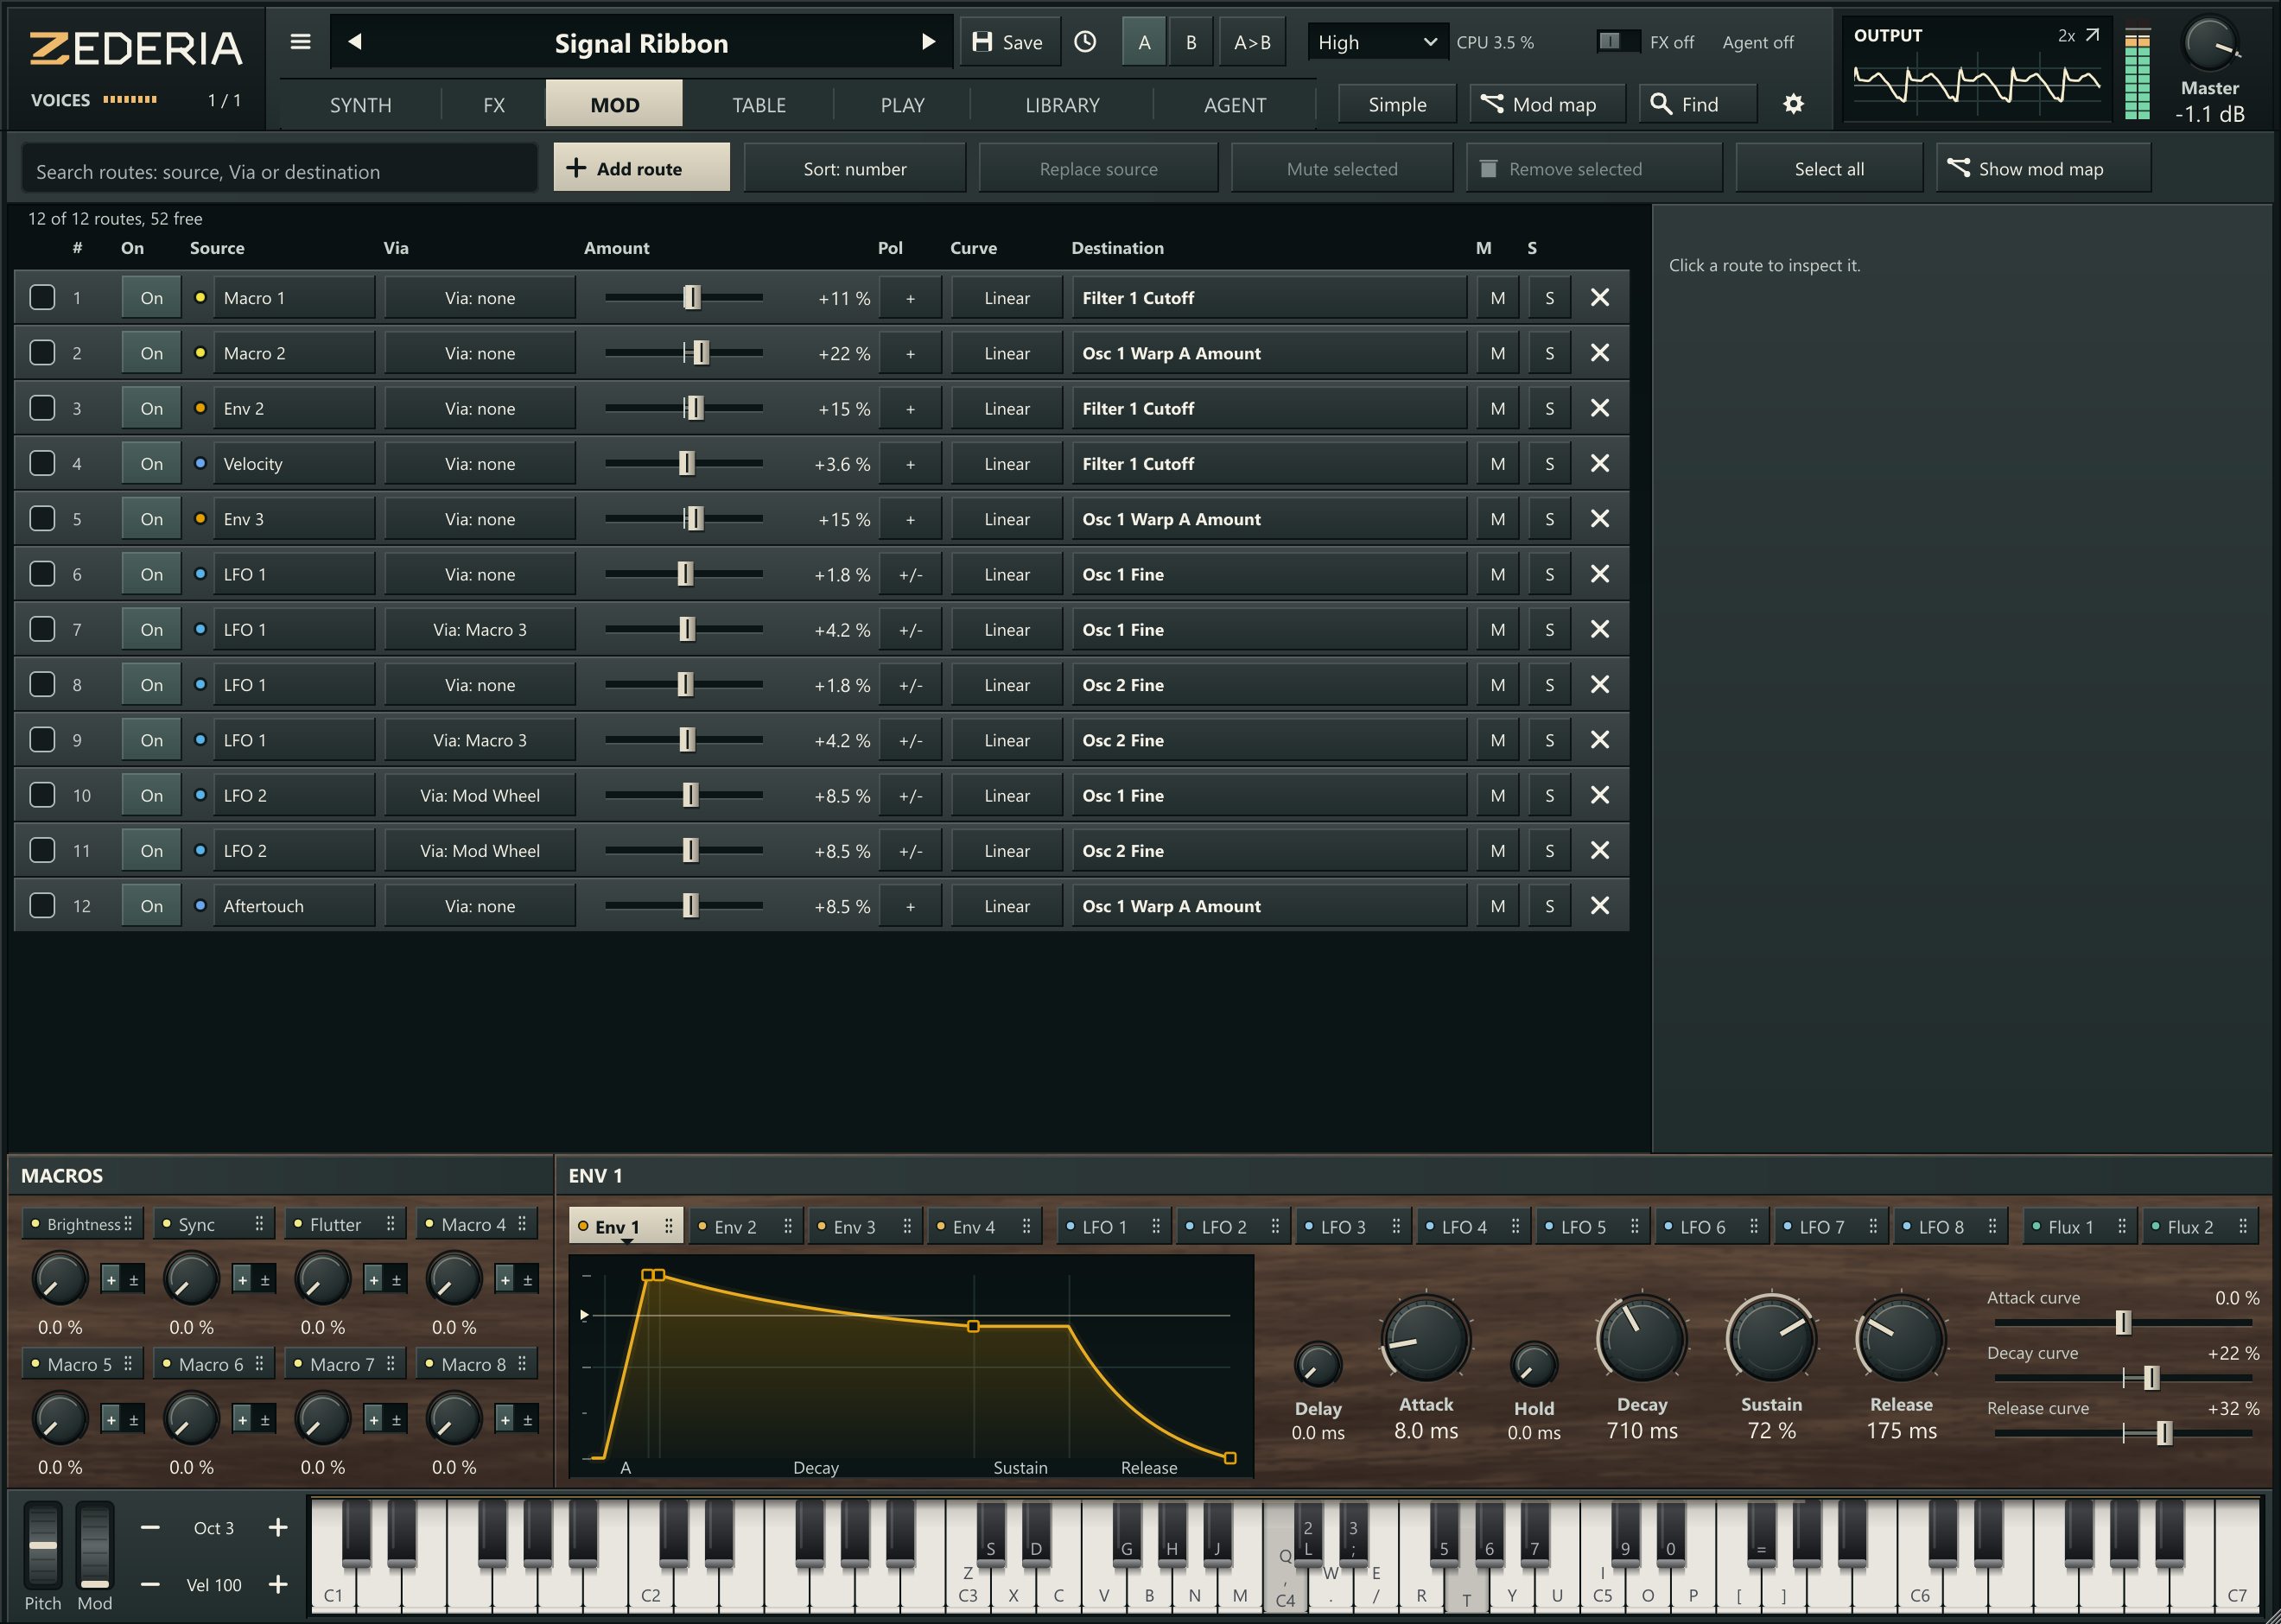 ZEDERIA
VOICES 1 / 1
Signal Ribbon
Save A B A>B High CPU 3.5 % FX off Agent off
SYNTH FX MOD TABLE PLAY LIBRARY AGENT
Simple Mod map Find
OUTPUT 2x
Master
-1.1 dB
Search routes: source, Via or destination
Add route Sort: number Replace source Mute selected Remove selected Select all Show mod map
12 of 12 routes, 52 free
# On Source Via Amount Pol Curve Destination M S
1 On Macro 1 Via: none +11 % + Linear Filter 1 Cutoff M S
2 On Macro 2 Via: none +22 % + Linear Osc 1 Warp A Amount M S
3 On Env 2 Via: none +15 % + Linear Filter 1 Cutoff M S
4 On Velocity Via: none +3.6 % + Linear Filter 1 Cutoff M S
5 On Env 3 Via: none +15 % + Linear Osc 1 Warp A Amount M S
6 On LFO 1 Via: none +1.8 % +/- Linear Osc 1 Fine M S
7 On LFO 1 Via: Macro 3 +4.2 % +/- Linear Osc 1 Fine M S
8 On LFO 1 Via: none +1.8 % +/- Linear Osc 2 Fine M S
9 On LFO 1 Via: Macro 3 +4.2 % +/- Linear Osc 2 Fine M S
10 On LFO 2 Via: Mod Wheel +8.5 % +/- Linear Osc 1 Fine M S
11 On LFO 2 Via: Mod Wheel +8.5 % +/- Linear Osc 2 Fine M S
12 On Aftertouch Via: none +8.5 % + Linear Osc 1 Warp A Amount M S
Click a route to inspect it.
MACROS
Brightness Sync Flutter Macro 4
+ ± + ± + ± + ±
0.0 % 0.0 % 0.0 % 0.0 %
Macro 5 Macro 6 Macro 7 Macro 8
+ ± + ± + ± + ±
0.0 % 0.0 % 0.0 % 0.0 %
ENV 1
Env 1 Env 2 Env 3 Env 4 LFO 1 LFO 2 LFO 3 LFO 4 LFO 5 LFO 6 LFO 7 LFO 8 Flux 1 Flux 2
A Decay Sustain Release
Delay Attack Hold Decay Sustain Release
0.0 ms 8.0 ms 0.0 ms 710 ms 72 % 175 ms
Attack curve 0.0 %
Decay curve +22 %
Release curve +32 %
Pitch Mod
Oct 3
Vel 100
2 3
S D G H J L ; 5 6 7 9 0 =
Z Q W E I
,
C1 C2 C3 X C V B N M C4 . / R T Y U C5 O P [ ] C6 C7